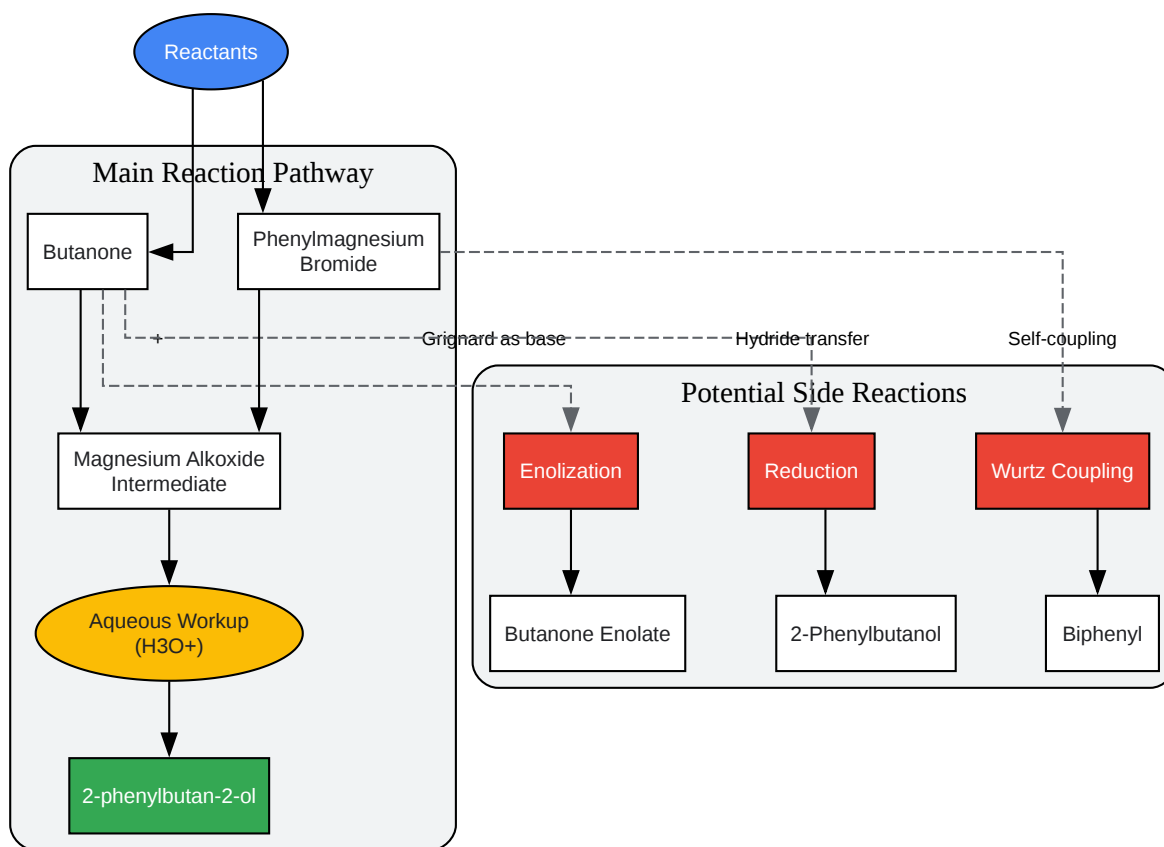 Reactants
Main Reaction Pathway
Butanone
Phenylmagnesium
Bromide
+
Grignard as base
Hydride transfer
Self-coupling
Potential Side Reactions
Magnesium Alkoxide
Intermediate
Enolization
Reduction
Wurtz Coupling
Aqueous Workup
(H3O+)
Butanone Enolate
2-Phenylbutanol
Biphenyl
2-phenylbutan-2-ol